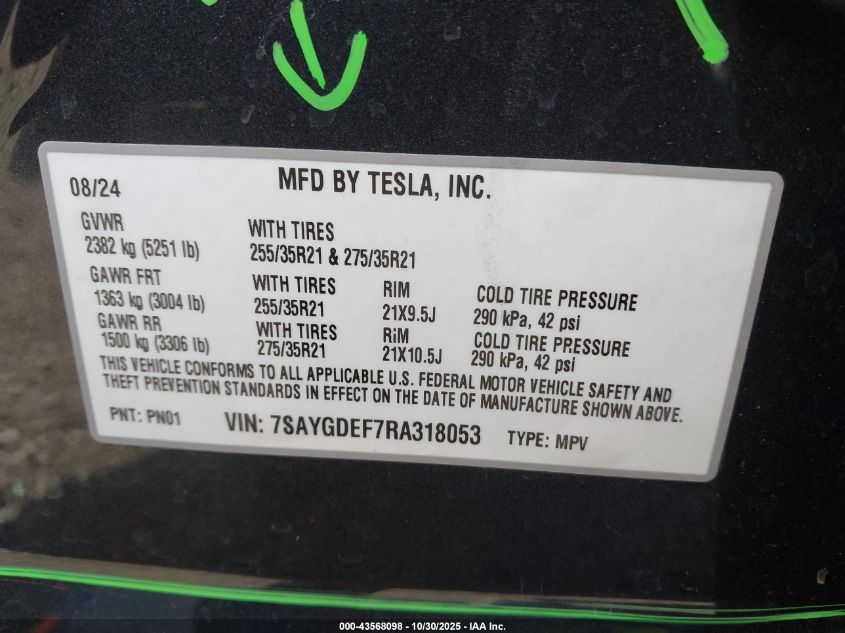 08/24 MFD BY TESLA, INC.
GVWR
2382 kg (5251 lb)
WITH TIRES
255/35R21 & 275/35R21
GAWR FRT
1363 kg (3004 lb)
WITH TIRES
255/35R21
RIM
21X9.5J
COLD TIRE PRESSURE
290 kPa, 42 psi
GAWR RR
1500 kg (3306 lb)
WITH TIRES
275/35R21
RiM
21X10.5J
COLD TIRE PRESSURE
290 kPa, 42 psi
THIS VEHICLE CONFORMS TO ALL APPLICABLE U.S. FEDERAL MOTOR VEHICLE SAFETY AND
THEFT PREVENTION STANDARDS IN EFFECT ON THE DATE OF MANUFACTURE SHOWN ABOVE.
PNT: PN01 VIN: 7SAYGDEF7RA318053 TYPE: MPV
000-43568098 - 10/30/2025 - IAA Inc.